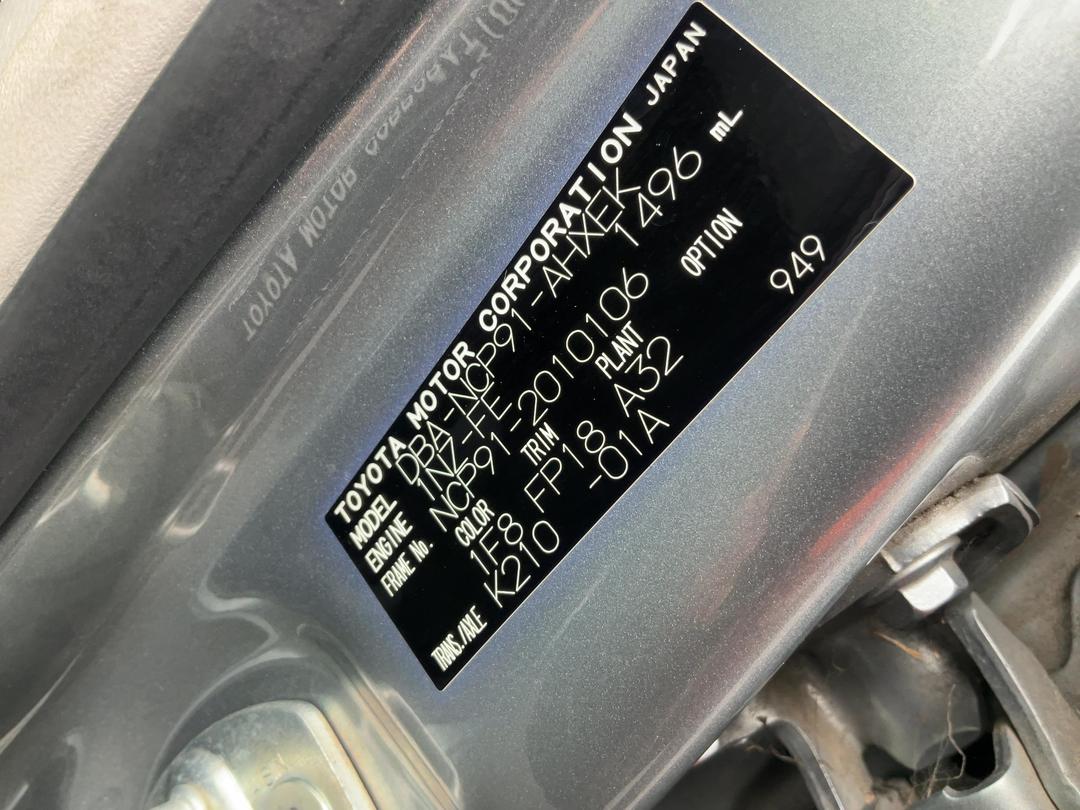 TOYOTA MOTOR CORPORATION JAPAN
MODEL DBA-NCP91-AHXEK
ENGINE 1NZ-FE 1496 mL
FRAME No. NCP91-2010106
COLOR TRIM PLANT OPTION
1F8 FP18 A32 949
TRANS./AXLE K210 -01A